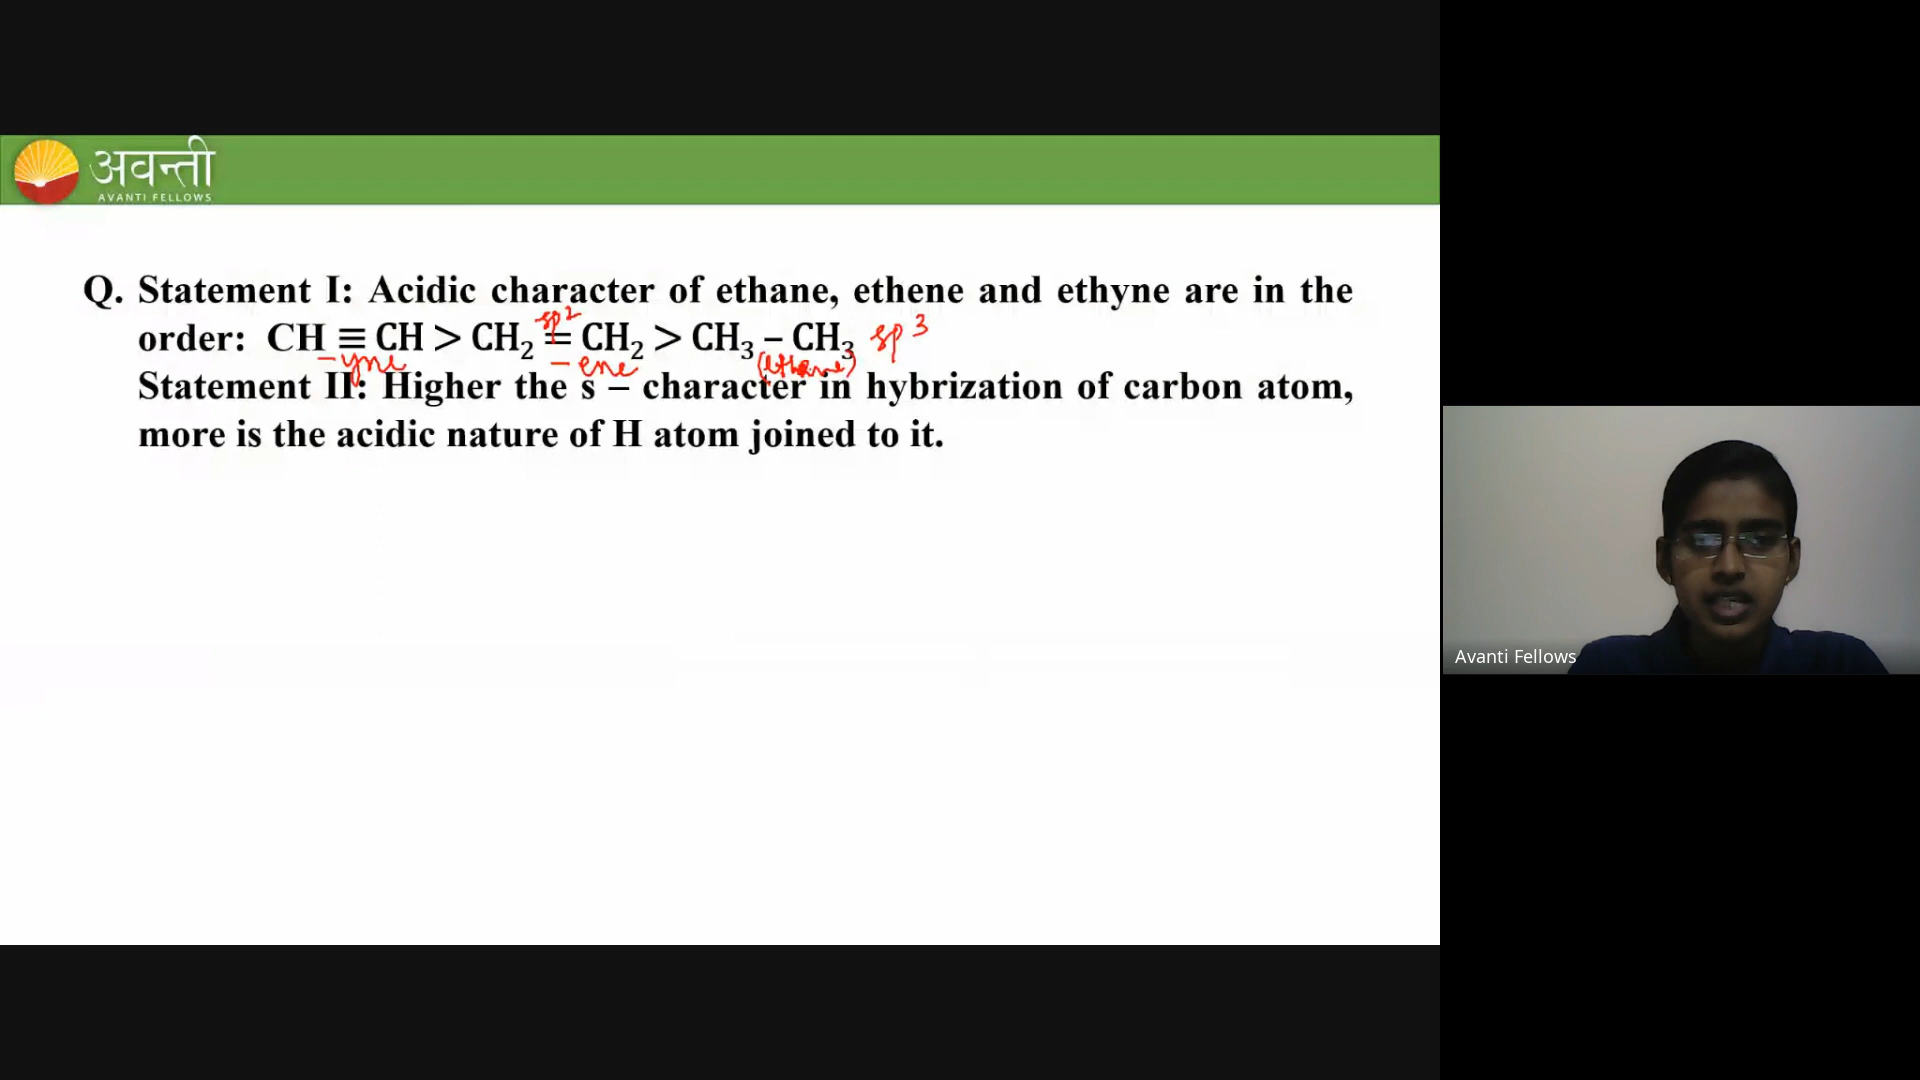 अवन्ती
AVANTI FELLOWS
Q. Statement I: Acidic character of ethane, ethene and ethyne are in the
sp²
order: CH ≡ CH > CH₂ = CH₂ > CH₃ – CH₃ sp³
– yne – ene (ethane)
Statement II: Higher the s – character in hybrization of carbon atom,
more is the acidic nature of H atom joined to it.
Avanti Fellows